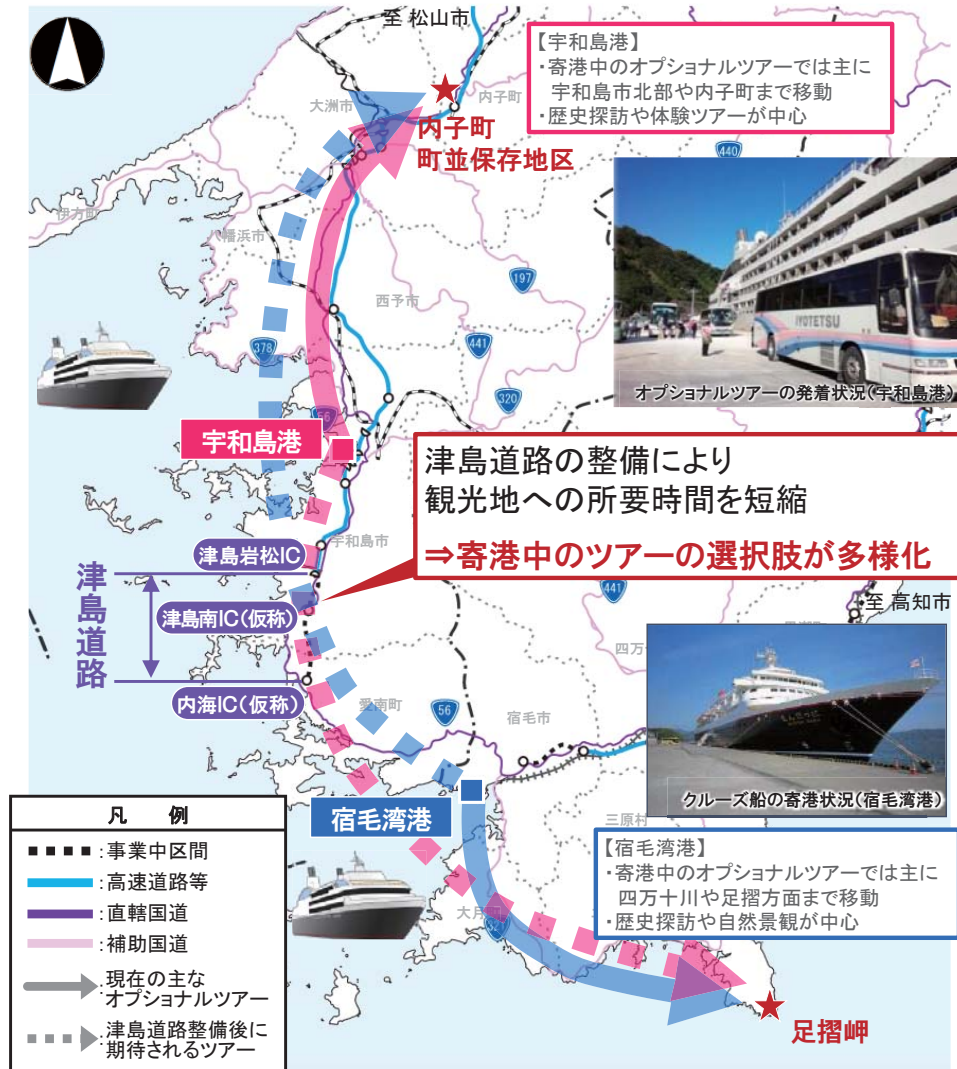 至 松山市
【宇和島港】
・寄港中のオプショナルツアーでは主に
宇和島市北部や内子町まで移動
・歴史探訪や体験ツアーが中心
大洲市
内子町
内子町
町並保存地区
440
伊方町
八幡浜市
197
IYOTETSU
西予市
378
441
オプショナルツアーの発着状況(宇和島港)
320
56
宇和島港
津島道路の整備により
観光地への所要時間を短縮
⇒寄港中のツアーの選択肢が多様化
宇和島市
津島岩松IC
津島道路
津島南IC(仮称)
内海IC(仮称)
441
至 高知市
四万十
愛南町
56
宿毛市
クルーズ船の寄港状況(宿毛湾港)
宿毛湾港
三原村
【宿毛湾港】
・寄港中のオプショナルツアーでは主に
四万十川や足摺方面まで移動
・歴史探訪や自然景観が中心
大月町
321
足摺岬
凡 例
:事業中区間
:高速道路等
:直轄国道
:補助国道
:現在の主な
オプショナルツアー
:津島道路整備後に
期待されるツアー